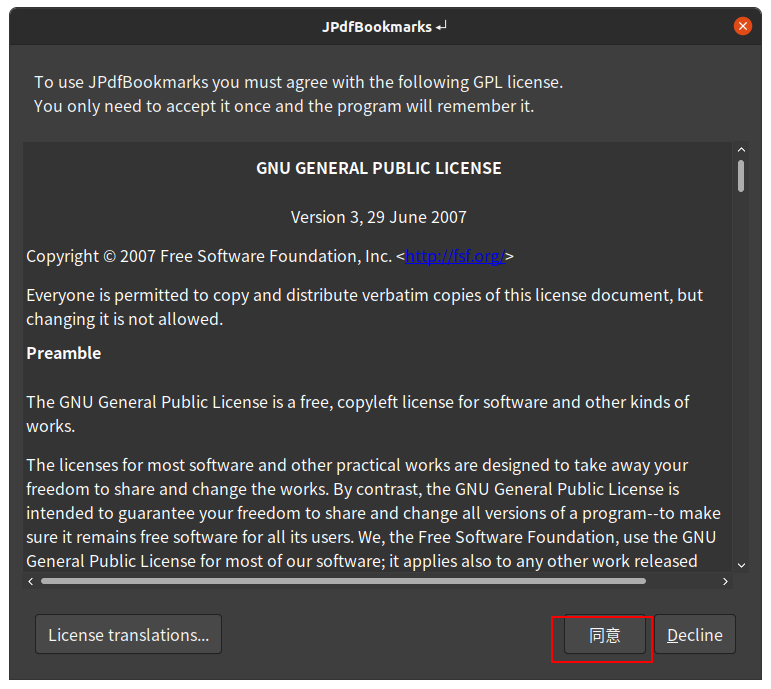 JPdfBookmarks ↵
To use JPdfBookmarks you must agree with the following GPL license.
You only need to accept it once and the program will remember it.
GNU GENERAL PUBLIC LICENSE
Version 3, 29 June 2007
Copyright © 2007 Free Software Foundation, Inc. <http://fsf.org/>
Everyone is permitted to copy and distribute verbatim copies of this license document, but
changing it is not allowed.
Preamble
The GNU General Public License is a free, copyleft license for software and other kinds of
works.
The licenses for most software and other practical works are designed to take away your
freedom to share and change the works. By contrast, the GNU General Public License is
intended to guarantee your freedom to share and change all versions of a program--to make
sure it remains free software for all its users. We, the Free Software Foundation, use the GNU
General Public License for most of our software; it applies also to any other work released
License translations...
同意
Decline